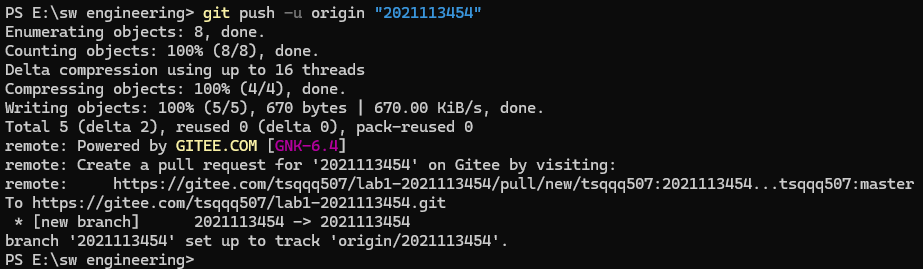 PS E:\sw engineering> git push -u origin "2021113454"
Enumerating objects: 8, done.
Counting objects: 100% (8/8), done.
Delta compression using up to 16 threads
Compressing objects: 100% (4/4), done.
Writing objects: 100% (5/5), 670 bytes | 670.00 KiB/s, done.
Total 5 (delta 2), reused 0 (delta 0), pack-reused 0
remote: Powered by GITEE.COM [GNK-6.4]
remote: Create a pull request for '2021113454' on Gitee by visiting:
remote:     https://gitee.com/tsqqq507/lab1-2021113454/pull/new/tsqqq507:2021113454...tsqqq507:master
To https://gitee.com/tsqqq507/lab1-2021113454.git
 * [new branch]      2021113454 -> 2021113454
branch '2021113454' set up to track 'origin/2021113454'.
PS E:\sw engineering>